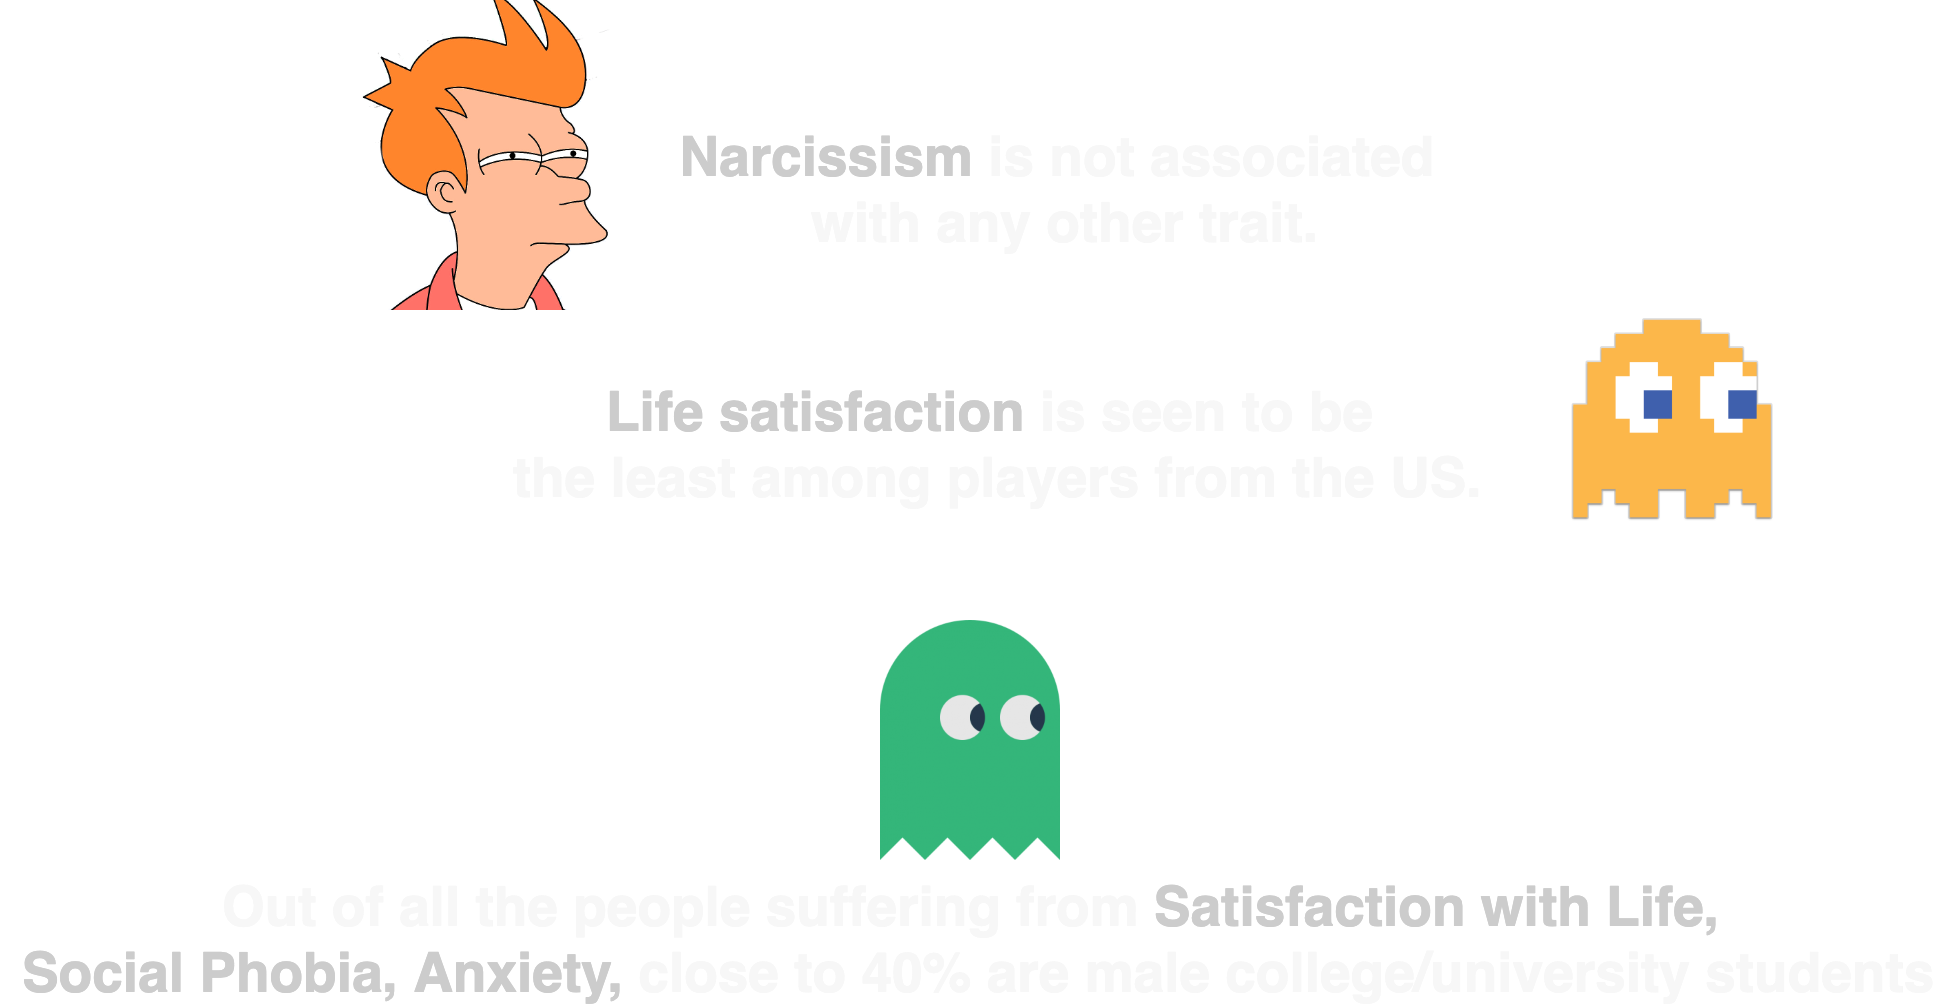 Narcissism is not associated
with any other trait.
Life satisfaction is seen to be
the least among players from the US.
Out of all the people suffering from Satisfaction with Life,
Social Phobia, Anxiety, close to 40% are male college/university students